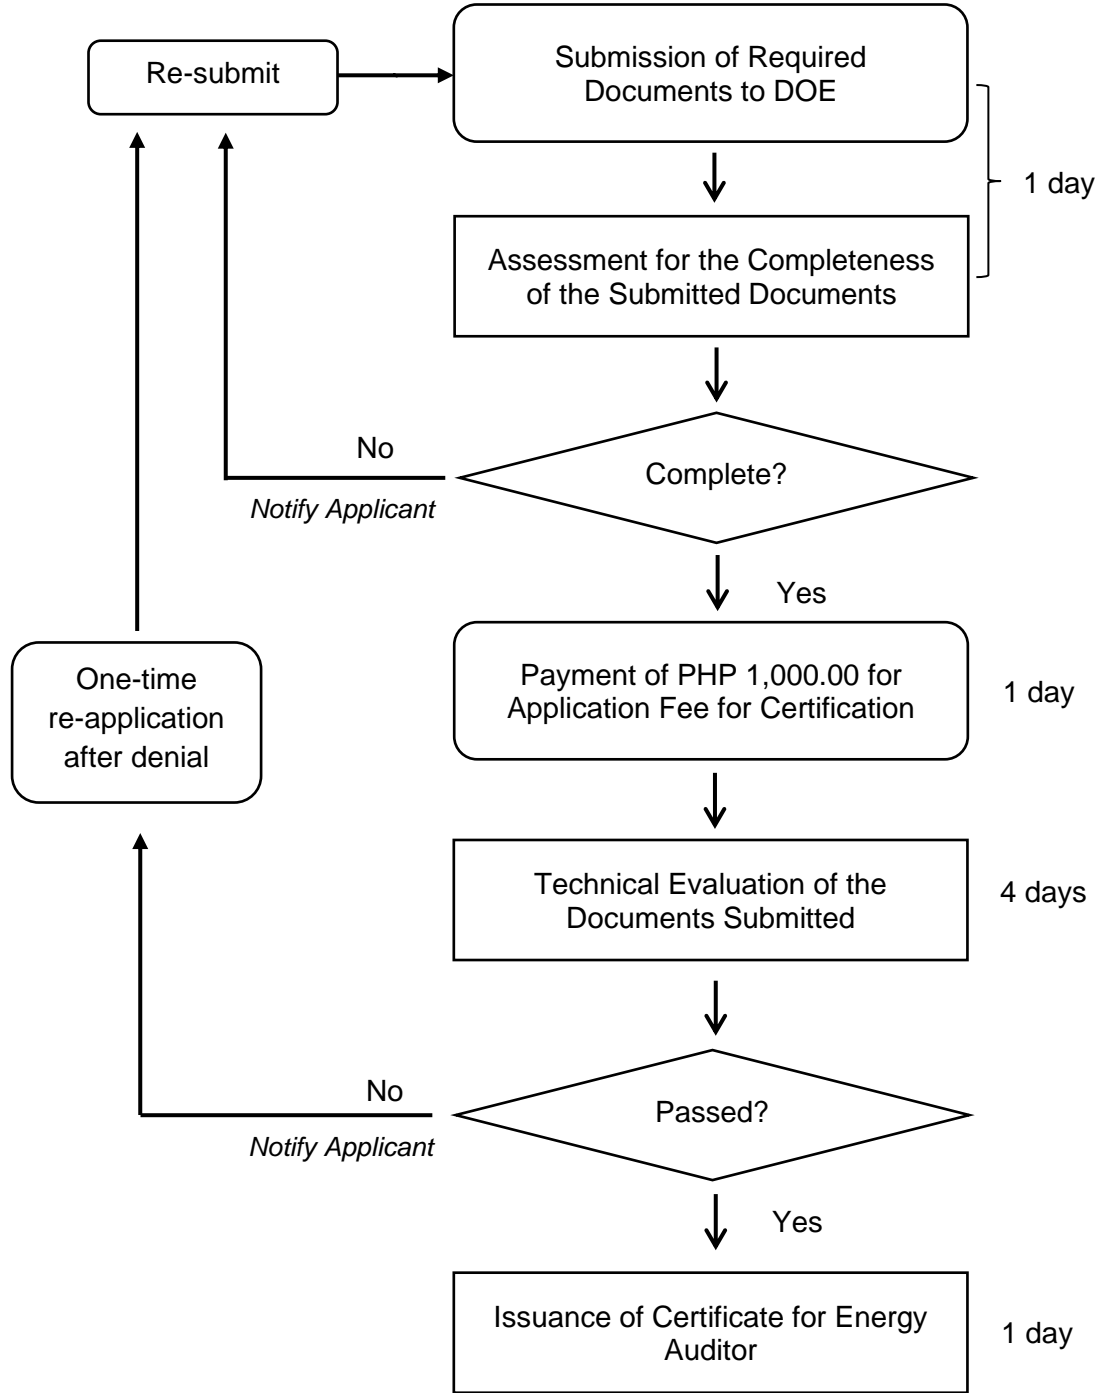 Re-submit
Submission of Required
Documents to DOE
1 day
Assessment for the Completeness
of the Submitted Documents
No
Complete?
Notify Applicant
Yes
One-time
re-application
after denial
Payment of PHP 1,000.00 for
Application Fee for Certification
1 day
Technical Evaluation of the
Documents Submitted
4 days
No
Passed?
Notify Applicant
Yes
Issuance of Certificate for Energy
Auditor
1 day